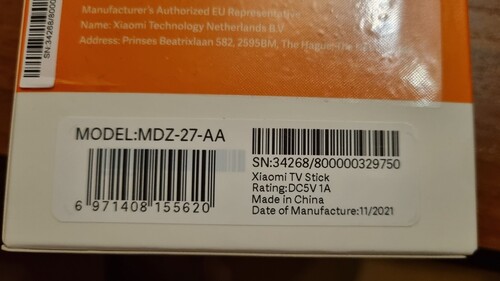 Manufacturer's Authorized EU Representative
Name: Xiaomi Technology Netherlands B.V
Address: Prinses Beatrixlaan 582, 2595BM, The Hague
SN:34268/8000
MODEL:MDZ-27-AA
6 971408 155620
SN:34268/800000329750
Xiaomi TV Stick
Rating:DC5V 1A
Made in China
Date of Manufacture:11/2021